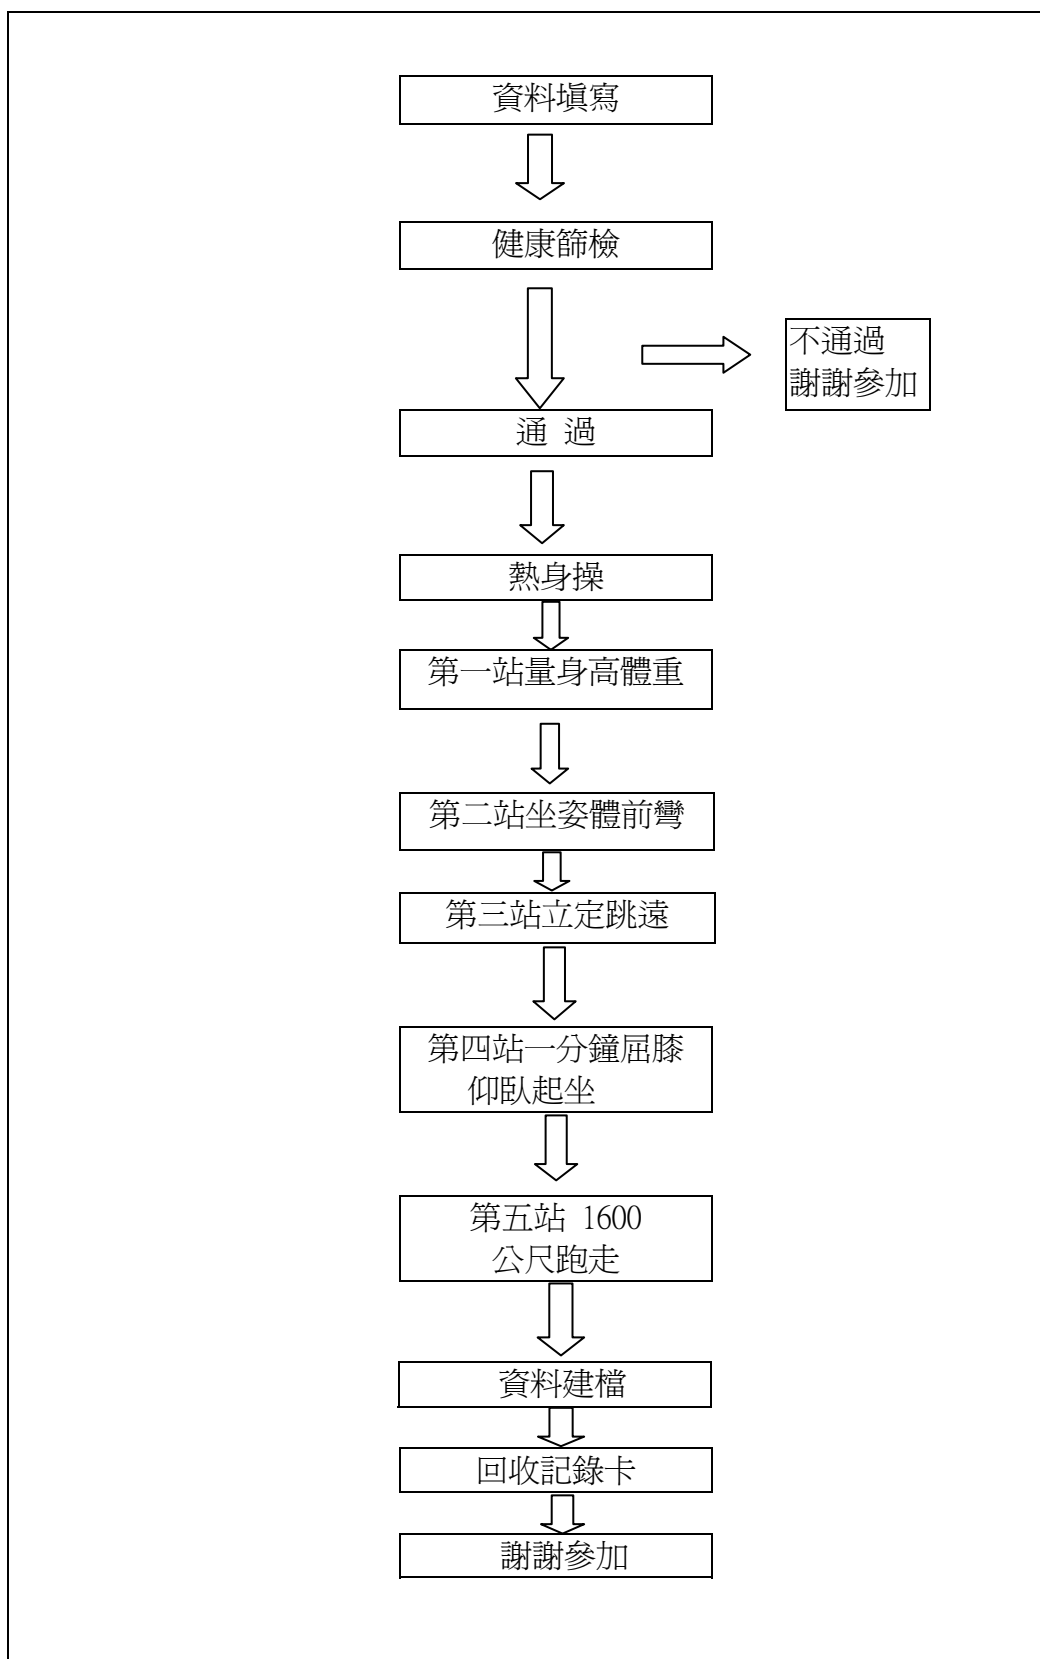 資料填寫
健康篩檢
不通過
謝謝參加
通 過
熱身操
第一站量身高體重
第二站坐姿體前彎
第三站立定跳遠
第四站一分鐘屈膝
仰臥起坐
第五站 1600
公尺跑走
資料建檔
回收記錄卡
謝謝參加